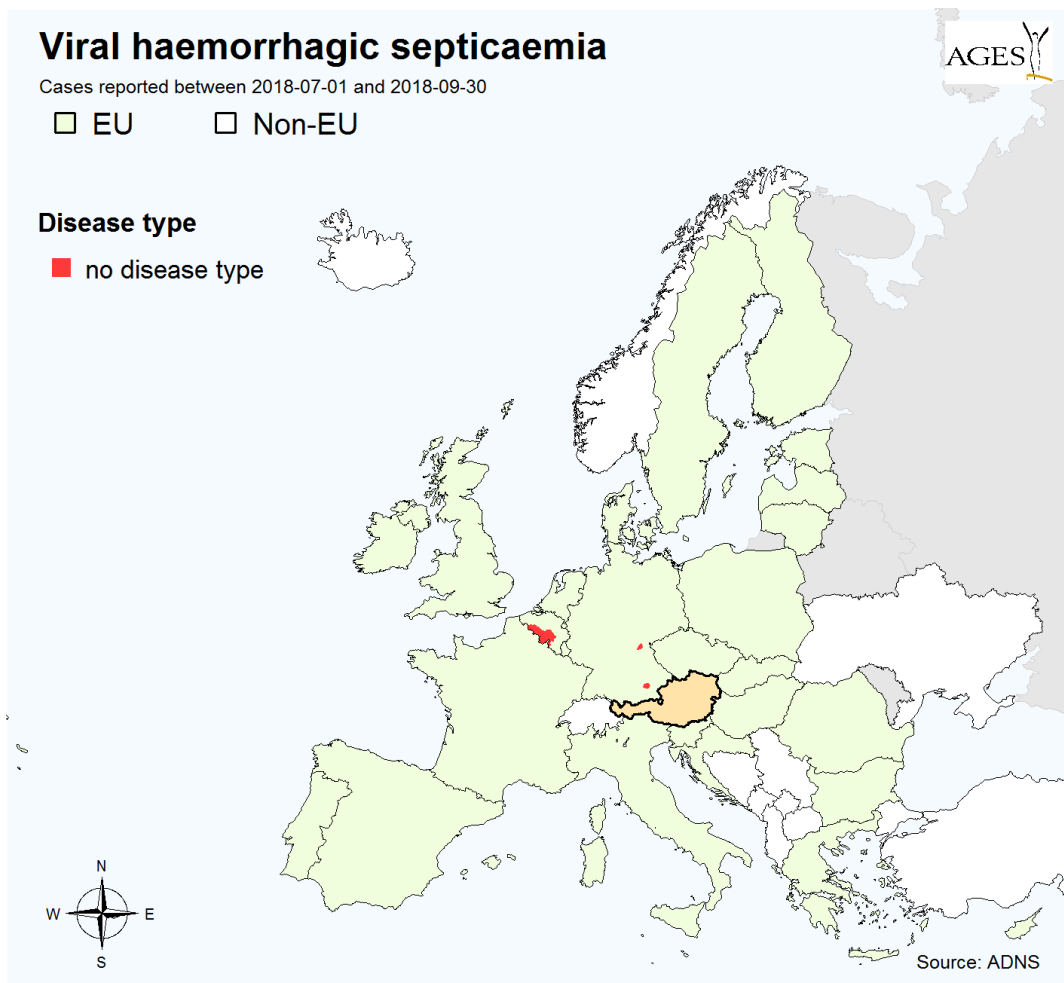 Viral haemorrhagic septicaemia
AGES
Cases reported between 2018-07-01 and 2018-09-30
EU
Non-EU
Disease type
no disease type
N
W
E
S
Source: ADNS